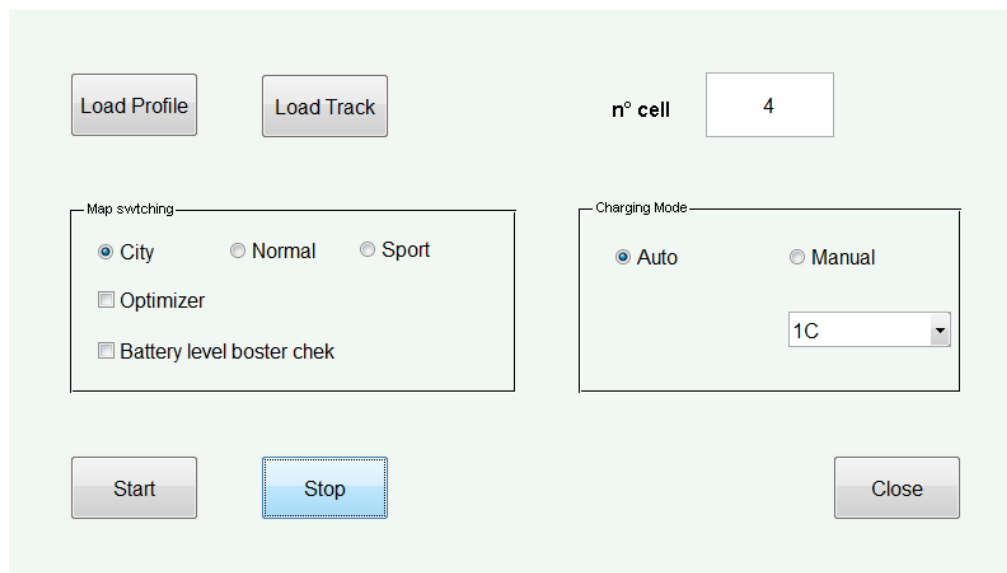 Load Profile
Load Track
n° cell
4
Map swtching
City
Normal
Sport
Optimizer
Battery level boster chek
Charging Mode
Auto
Manual
1C
Start
Stop
Close